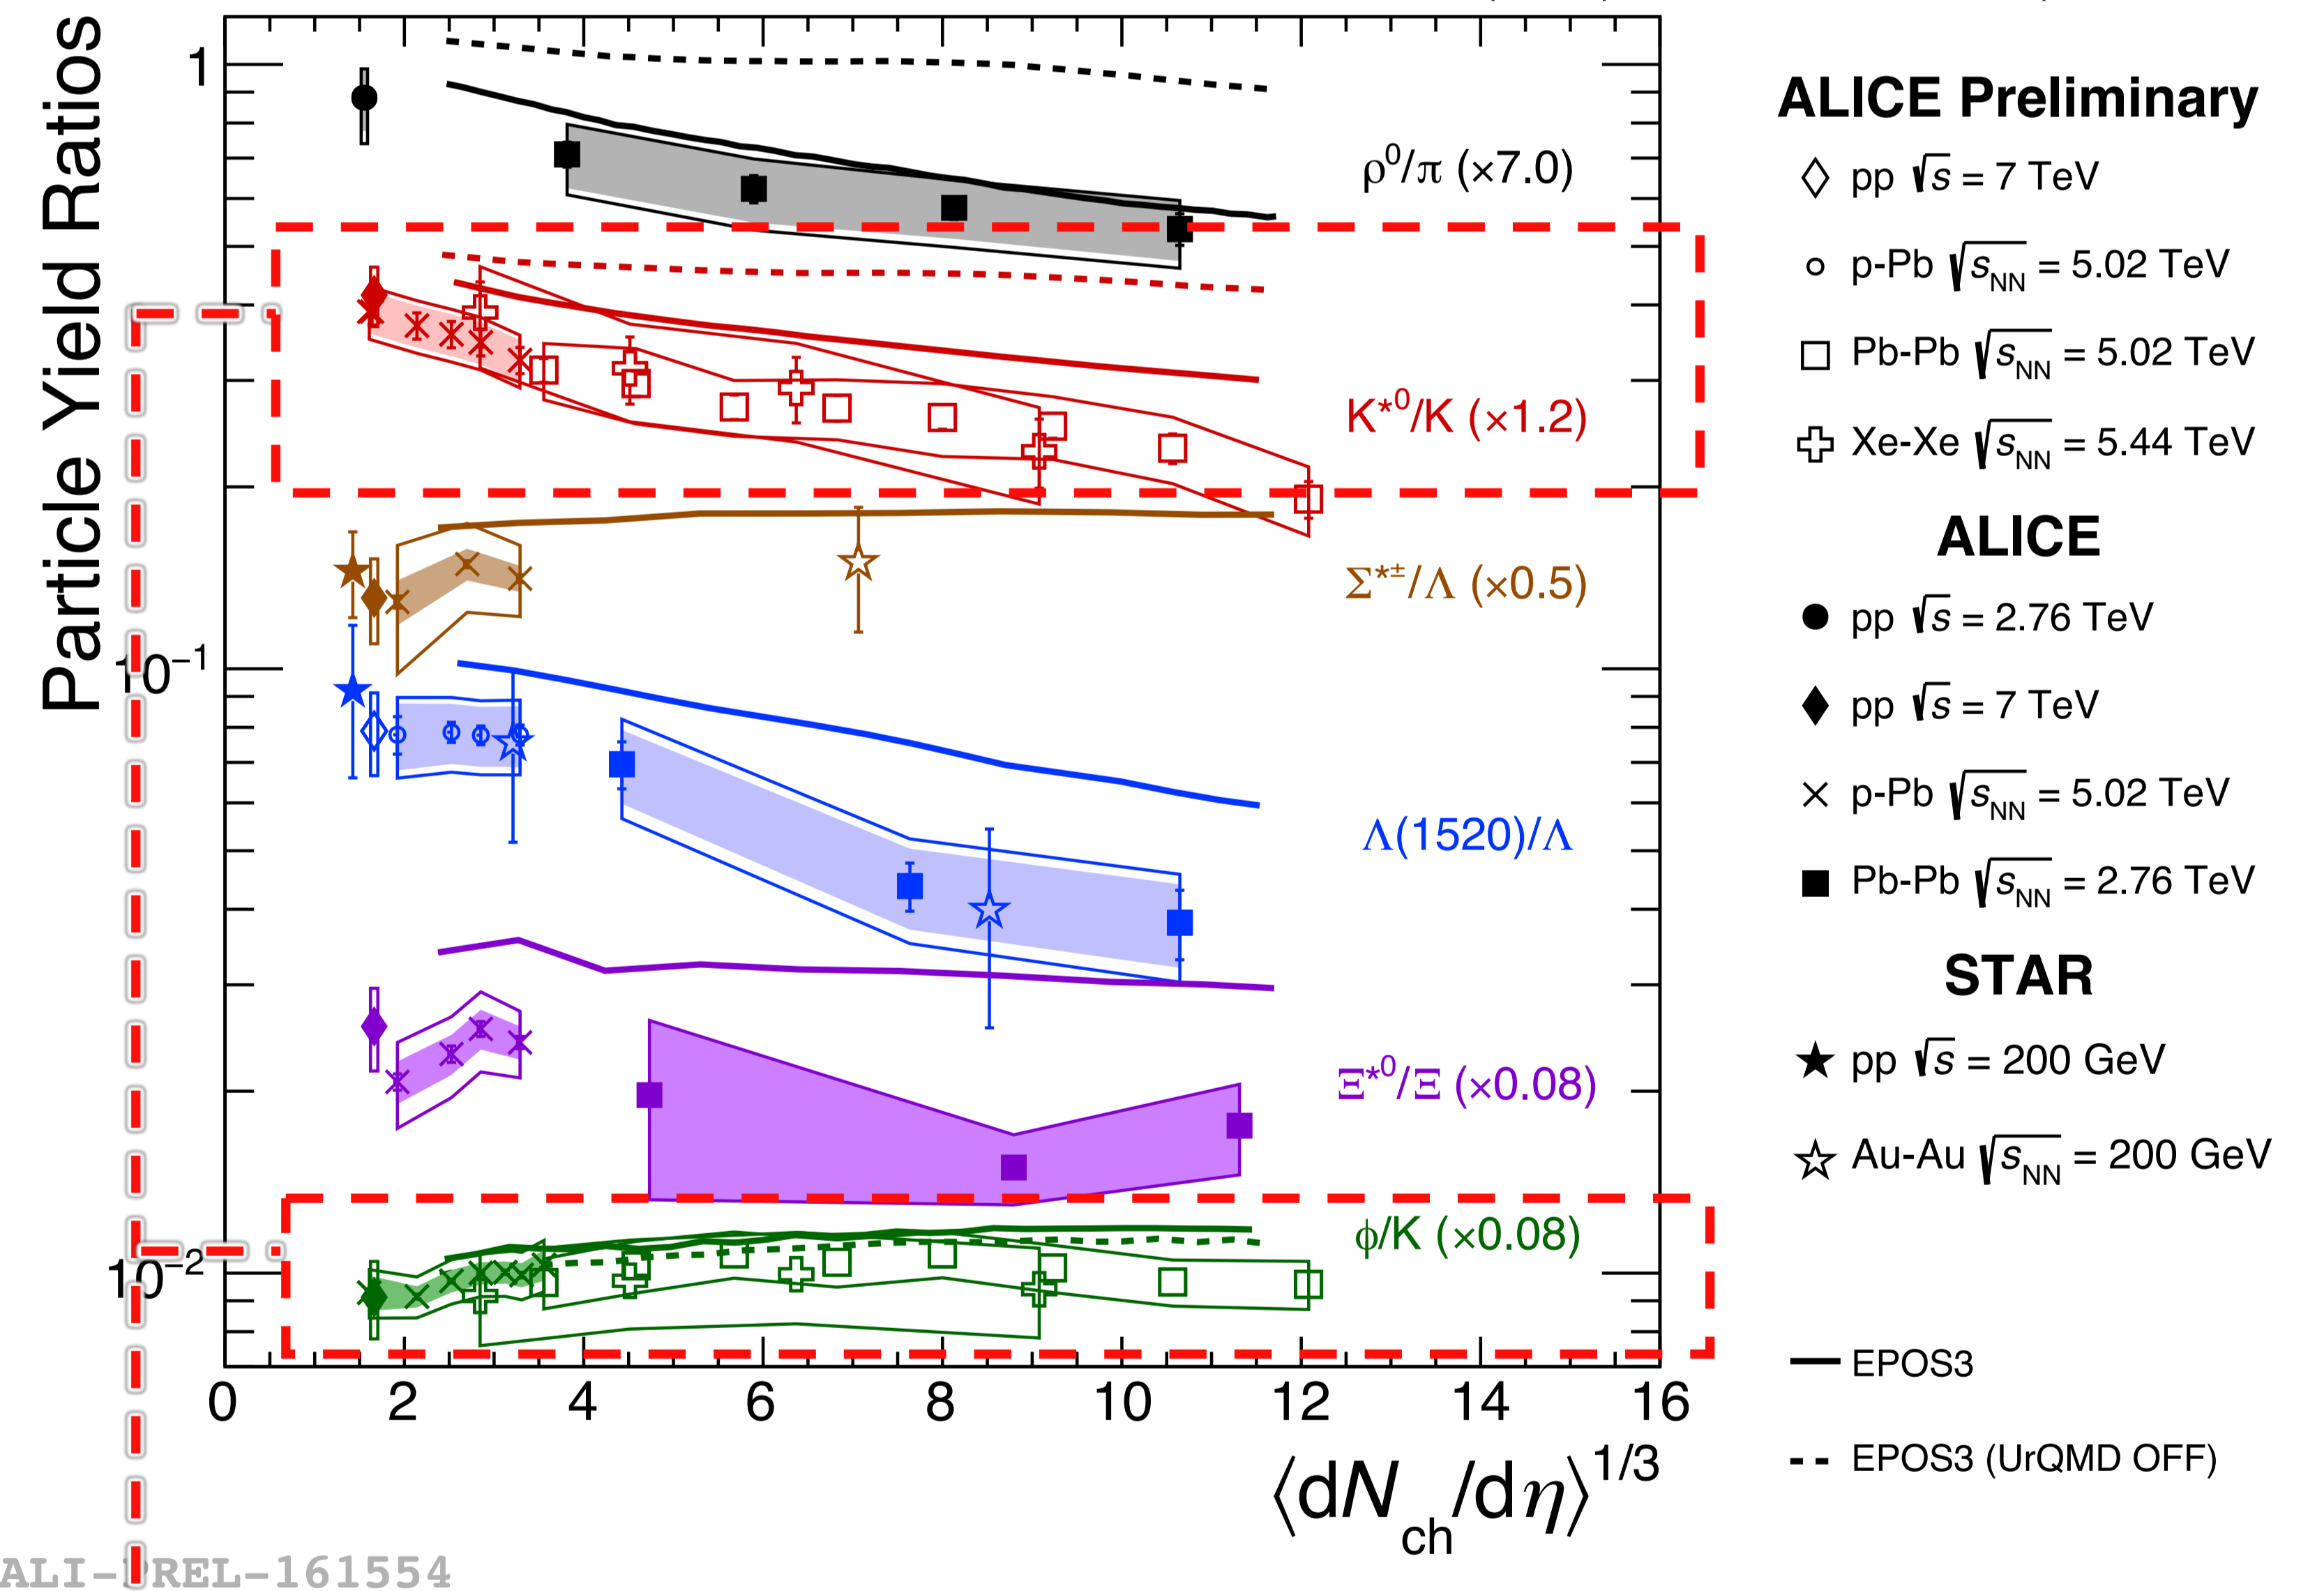 Particle Yield Ratios
1
10⁻¹
10⁻²
ρ⁰/π (×7.0)
K*⁰/K (×1.2)
Σ*±/Λ (×0.5)
Λ(1520)/Λ
Ξ*⁰/Ξ (×0.08)
ϕ/K (×0.08)
0 2 4 6 8 10 12 14 16
⟨dN_ch/dη⟩^1/3
ALICE Preliminary
pp √s = 7 TeV
p-Pb √s_NN = 5.02 TeV
Pb-Pb √s_NN = 5.02 TeV
Xe-Xe √s_NN = 5.44 TeV
ALICE
pp √s = 2.76 TeV
pp √s = 7 TeV
p-Pb √s_NN = 5.02 TeV
Pb-Pb √s_NN = 2.76 TeV
STAR
pp √s = 200 GeV
Au-Au √s_NN = 200 GeV
EPOS3
EPOS3 (UrQMD OFF)
ALI-PREL-161554